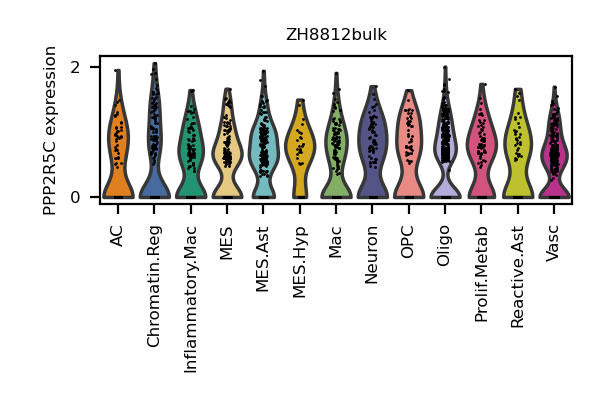 ZH8812bulk
PPP2R5C expression
2
0
AC
Chromatin.Reg
Inflammatory.Mac
MES
MES.Ast
MES.Hyp
Mac
Neuron
OPC
Oligo
Prolif.Metab
Reactive.Ast
Vasc